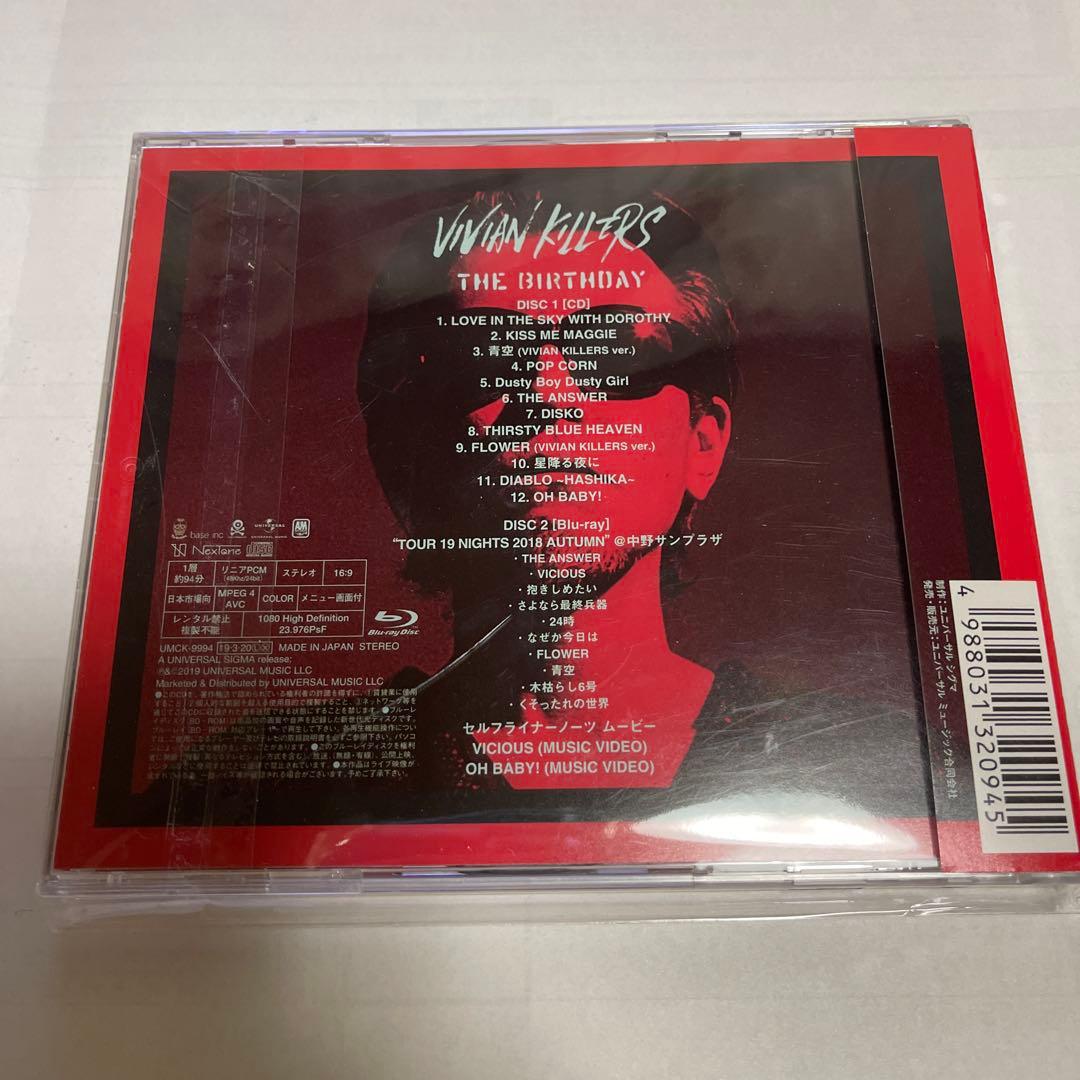 VIVIAN KILLERS
THE BIRTHDAY
DISC 1 [CD]
1. LOVE IN THE SKY WITH DOROTHY
2. KISS ME MAGGIE
3. 青空 (VIVIAN KILLERS ver.)
4. POP CORN
5. Dusty Boy Dusty Girl
6. THE ANSWER
7. DISKO
8. THIRSTY BLUE HEAVEN
9. FLOWER (VIVIAN KILLERS ver.)
10. 星降る夜に
11. DIABLO ~HASHIKA~
12. OH BABY!
DISC 2 [Blu-ray]
“TOUR 19 NIGHTS 2018 AUTUMN” @中野サンプラザ
・THE ANSWER
・VICIOUS
・抱きしめたい
・さよなら最終兵器
・24時
・なぜか今日は
・FLOWER
・青空
・木枯らし6号
・くそったれの世界
セルフライナーノーツ ムービー
VICIOUS (MUSIC VIDEO)
OH BABY! (MUSIC VIDEO)
base inc
UNIVERSAL
UNIVERSAL MUSIC LLC
A&M
NexTone
1層 約94分
リニアPCM (48Khz/24bit)
ステレオ
16:9
日本市場向
MPEG 4 AVC
COLOR
メニュー画面付
レンタル禁止 複製不能
1080 High Definition 23.976PsF
Blu-ray Disc
UMCK-9994 19・3・20 MADE IN JAPAN STEREO
A UNIVERSAL SIGMA release;
℗&© 2019 UNIVERSAL MUSIC LLC
Marketed & Distributed by UNIVERSAL MUSIC LLC
制作：ユニバーサル シグマ
発売・販売元：ユニバーサル ミュージック合同会社
4 988031 320945